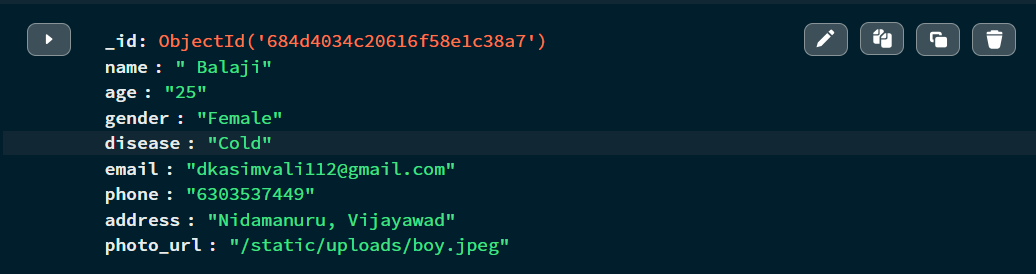 _id: ObjectId('684d4034c20616f58e1c38a7')
name : " Balaji"
age : "25"
gender : "Female"
disease : "Cold"
email : "dkasimvali112@gmail.com"
phone : "6303537449"
address : "Nidamanuru, Vijayawad"
photo_url : "/static/uploads/boy.jpeg"